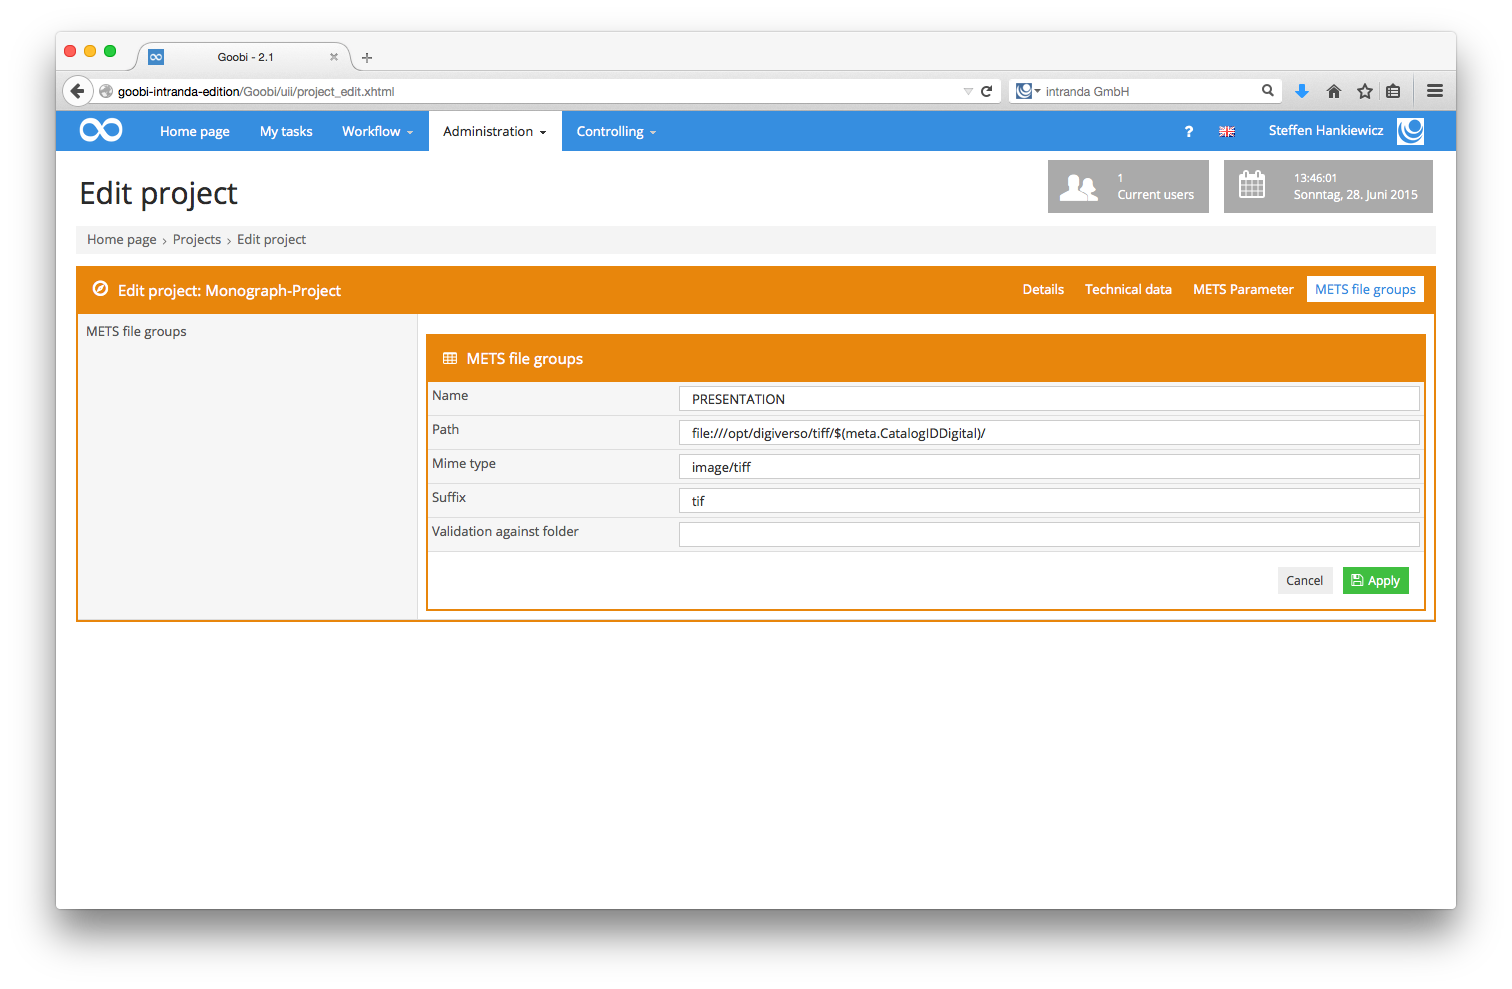 Goobi - 2.1
goobi-intranda-edition/Goobi/uii/project_edit.xhtml
intranda GmbH
Home page My tasks Workflow Administration Controlling ? Steffen Hankiewicz
Edit project
1
Current users
13:46:01
Sonntag, 28. Juni 2015
Home page › Projects › Edit project
Edit project: Monograph-Project
Details Technical data METS Parameter METS file groups
METS file groups
METS file groups
Name PRESENTATION
Path file:///opt/digiverso/tiff/$(meta.CatalogIDDigital)/
Mime type image/tiff
Suffix tif
Validation against folder
Cancel Apply